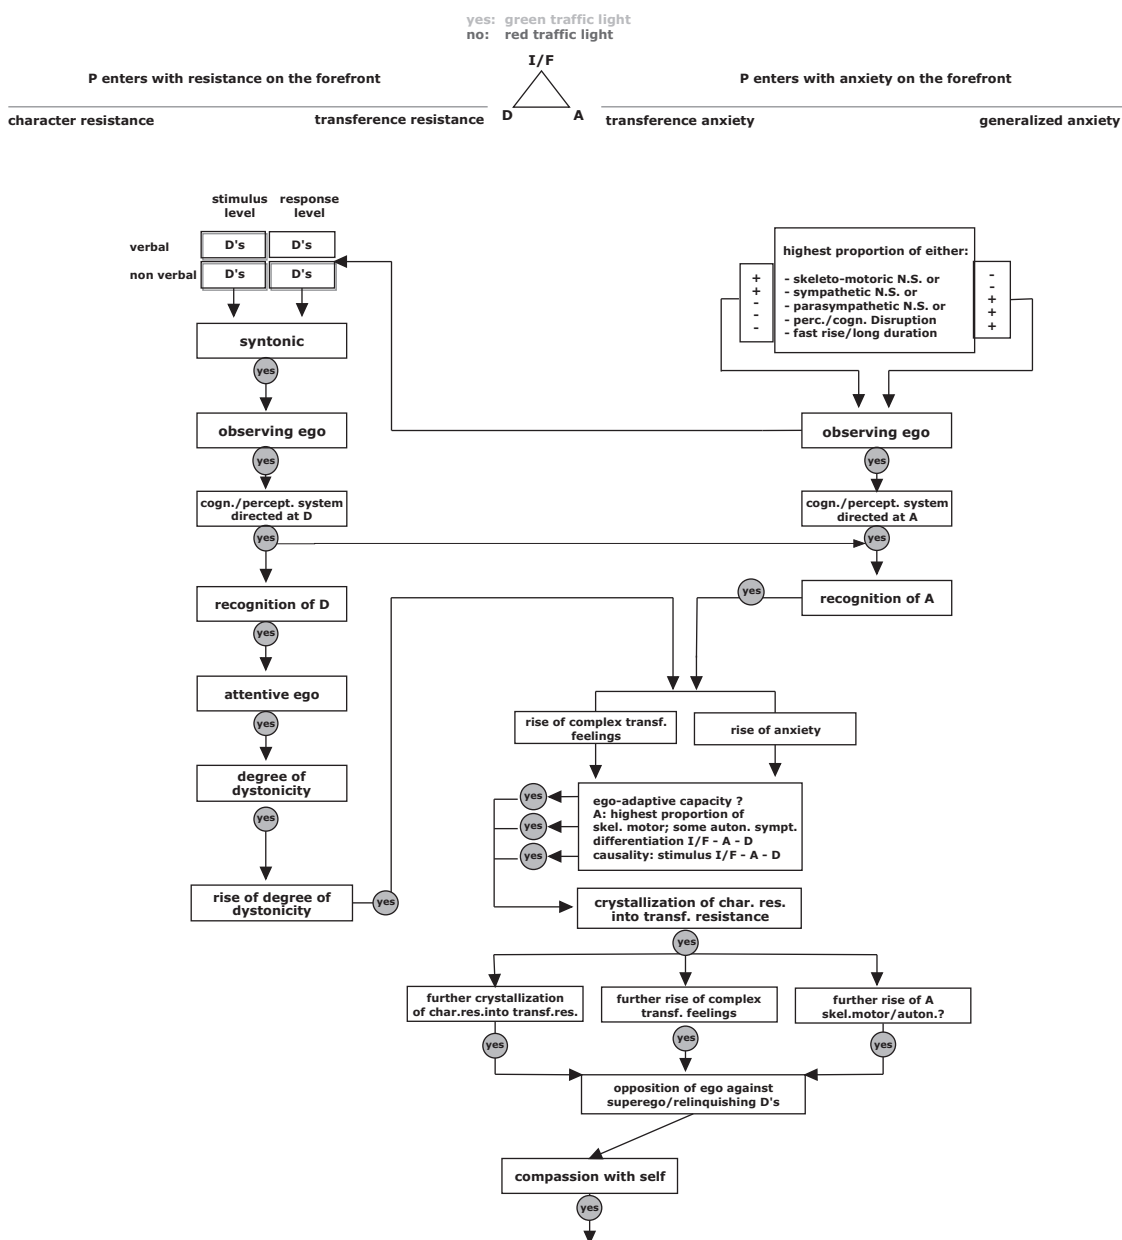 yes: green traffic light
no: red traffic light
I/F
P enters with resistance on the forefront
P enters with anxiety on the forefront
D
A
character resistance
transference resistance
transference anxiety
generalized anxiety
stimulus
level
response
level
verbal
D's
D's
non verbal
D's
D's
syntonic
yes
observing ego
yes
cogn./percept. system
directed at D
yes
recognition of D
yes
attentive ego
yes
degree of
dystonicity
yes
rise of degree of
dystonicity
yes
highest proportion of either:
+
+
-
-
-
- skeleto-motoric N.S. or
- sympathetic N.S. or
- parasympathetic N.S. or
- perc./cogn. Disruption
- fast rise/long duration
-
-
+
+
+
observing ego
yes
cogn./percept. system
directed at A
yes
recognition of A
yes
rise of complex transf.
feelings
rise of anxiety
yes
yes
yes
ego-adaptive capacity ?
A: highest proportion of
skel. motor; some auton. sympt.
differentiation I/F - A - D
causality: stimulus I/F - A - D
crystallization of char. res.
into transf. resistance
yes
further crystallization
of char.res.into transf.res.
further rise of complex
transf. feelings
further rise of A
skel.motor/auton.?
yes
yes
yes
opposition of ego against
superego/relinquishing D's
compassion with self
yes